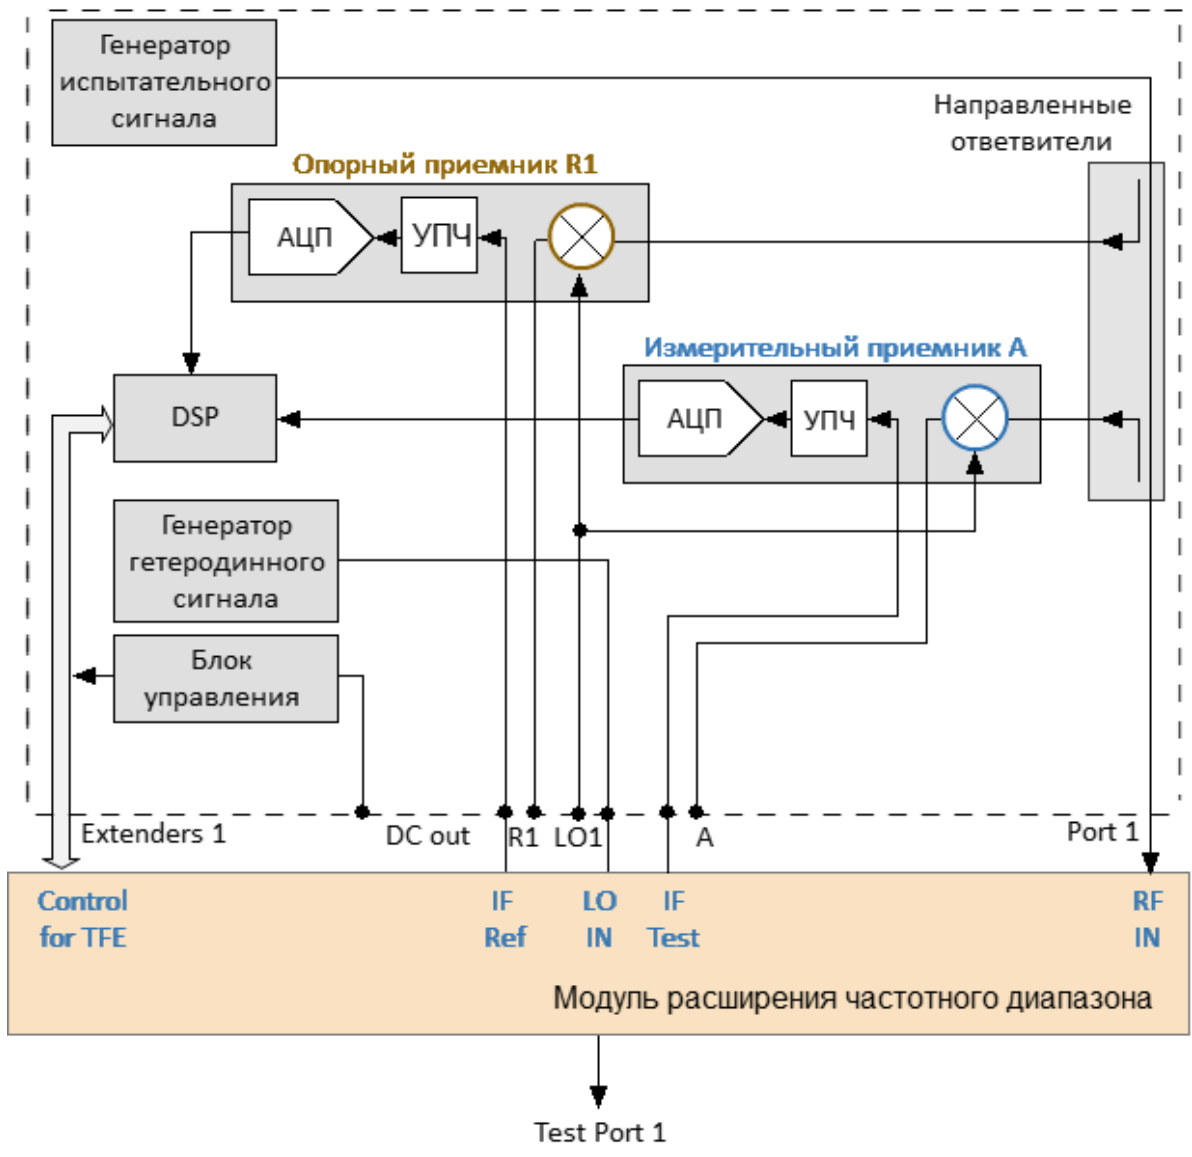 Генератор
испытательного
сигнала
Направленные
ответвители
Опорный приемник R1
АЦП
УПЧ
Измерительный приемник А
DSP
АЦП
УПЧ
Генератор
гетеродинного
сигнала
Блок
управления
Extenders 1
DC out
R1
LO1
A
Port 1
Control
for TFE
IF
Ref
LO
IN
IF
Test
RF
IN
Модуль расширения частотного диапазона
Test Port 1